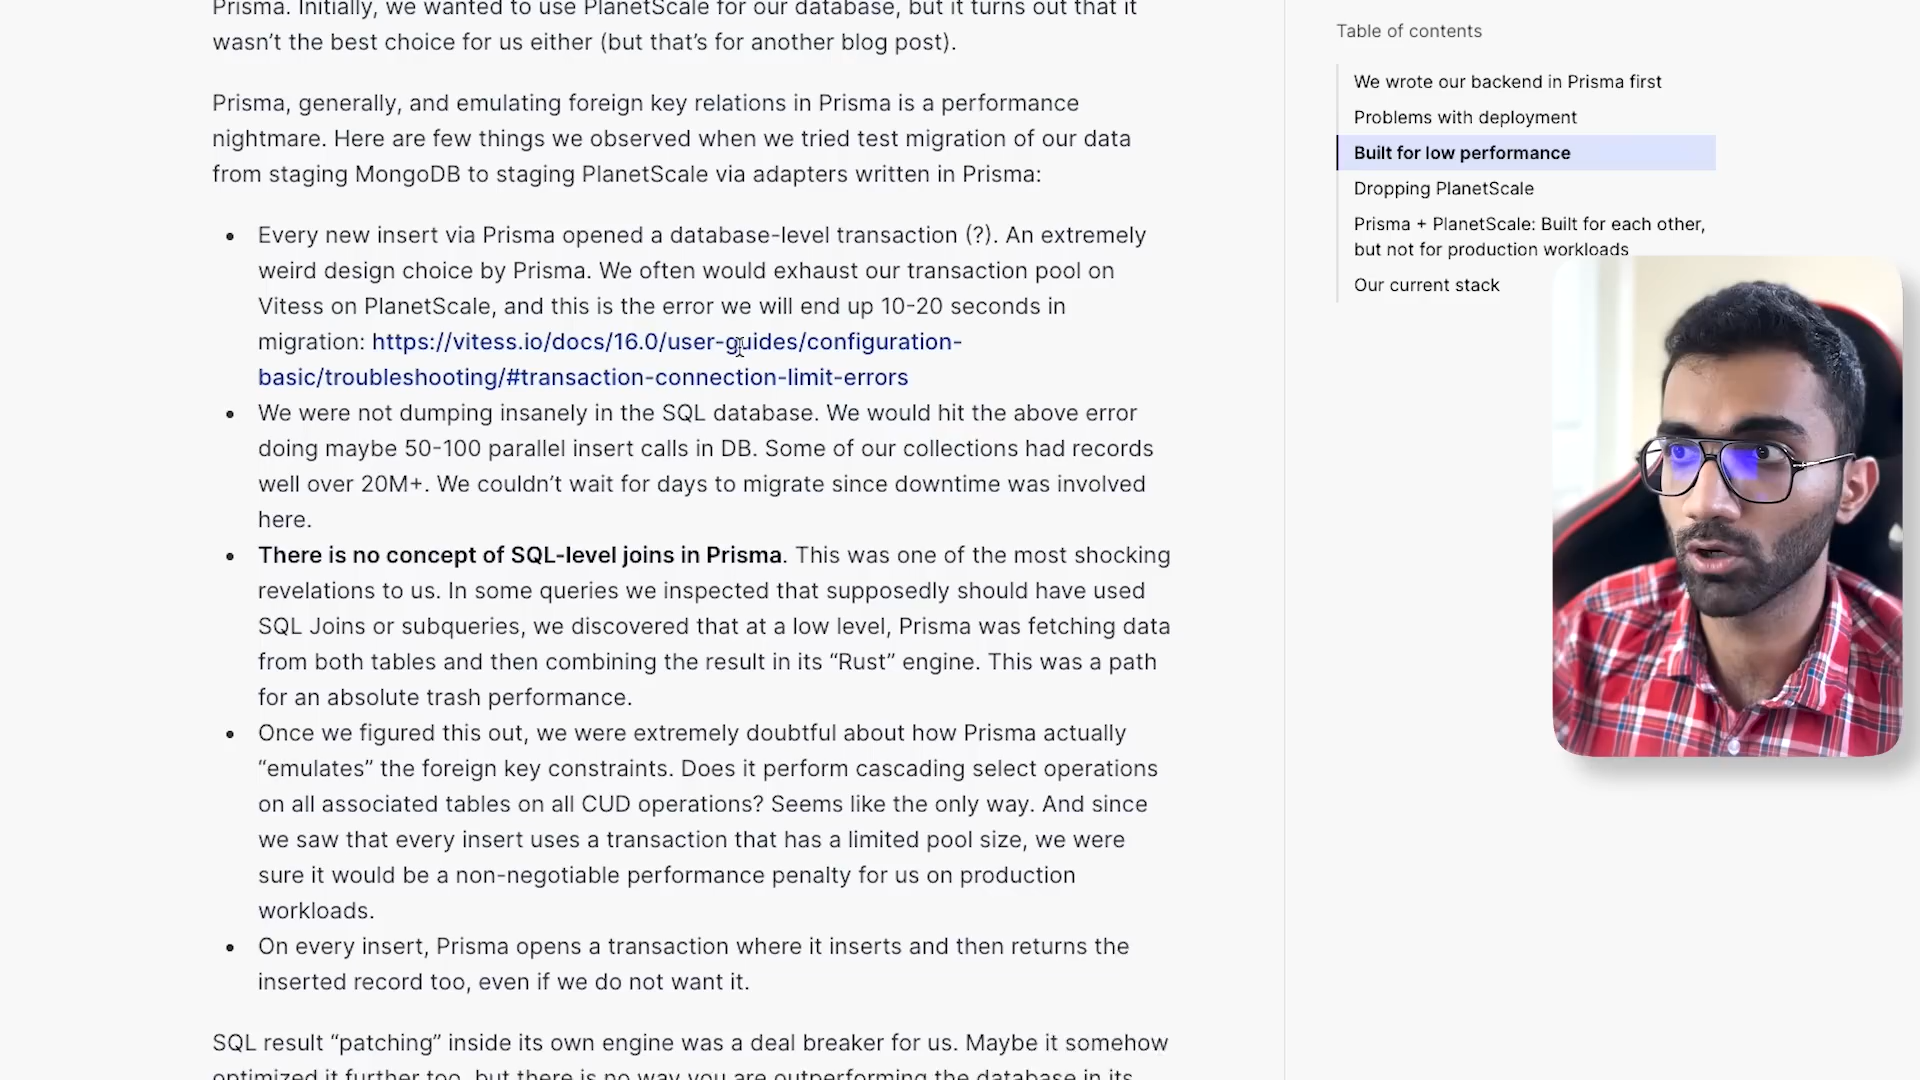 Prisma. Initially, we wanted to use PlanetScale for our database, but it turns out that it
wasn’t the best choice for us either (but that’s for another blog post).
Prisma, generally, and emulating foreign key relations in Prisma is a performance
nightmare. Here are few things we observed when we tried test migration of our data
from staging MongoDB to staging PlanetScale via adapters written in Prisma:
Every new insert via Prisma opened a database-level transaction (?). An extremely
weird design choice by Prisma. We often would exhaust our transaction pool on
Vitess on PlanetScale, and this is the error we will end up 10-20 seconds in
migration: https://vitess.io/docs/16.0/user-guides/configuration-
basic/troubleshooting/#transaction-connection-limit-errors
We were not dumping insanely in the SQL database. We would hit the above error
doing maybe 50-100 parallel insert calls in DB. Some of our collections had records
well over 20M+. We couldn’t wait for days to migrate since downtime was involved
here.
There is no concept of SQL-level joins in Prisma. This was one of the most shocking
revelations to us. In some queries we inspected that supposedly should have used
SQL Joins or subqueries, we discovered that at a low level, Prisma was fetching data
from both tables and then combining the result in its “Rust” engine. This was a path
for an absolute trash performance.
Once we figured this out, we were extremely doubtful about how Prisma actually
“emulates” the foreign key constraints. Does it perform cascading select operations
on all associated tables on all CUD operations? Seems like the only way. And since
we saw that every insert uses a transaction that has a limited pool size, we were
sure it would be a non-negotiable performance penalty for us on production
workloads.
On every insert, Prisma opens a transaction where it inserts and then returns the
inserted record too, even if we do not want it.
SQL result “patching” inside its own engine was a deal breaker for us. Maybe it somehow
optimized it further too, but there is no way you are outperforming the database in its
Table of contents
We wrote our backend in Prisma first
Problems with deployment
Built for low performance
Dropping PlanetScale
Prisma + PlanetScale: Built for each other,
but not for production workloads
Our current stack